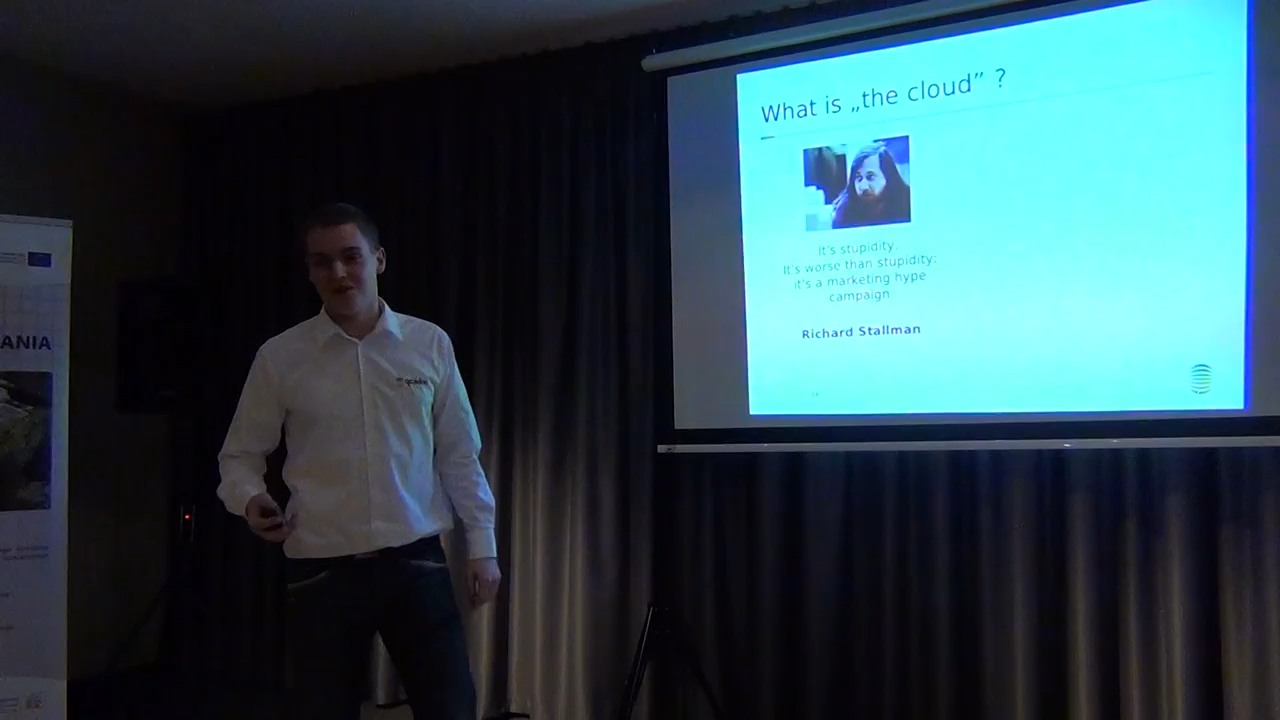 What is „the cloud” ?
It's stupidity.
It's worse than stupidity:
it's a marketing hype
campaign
Richard Stallman
ANIA